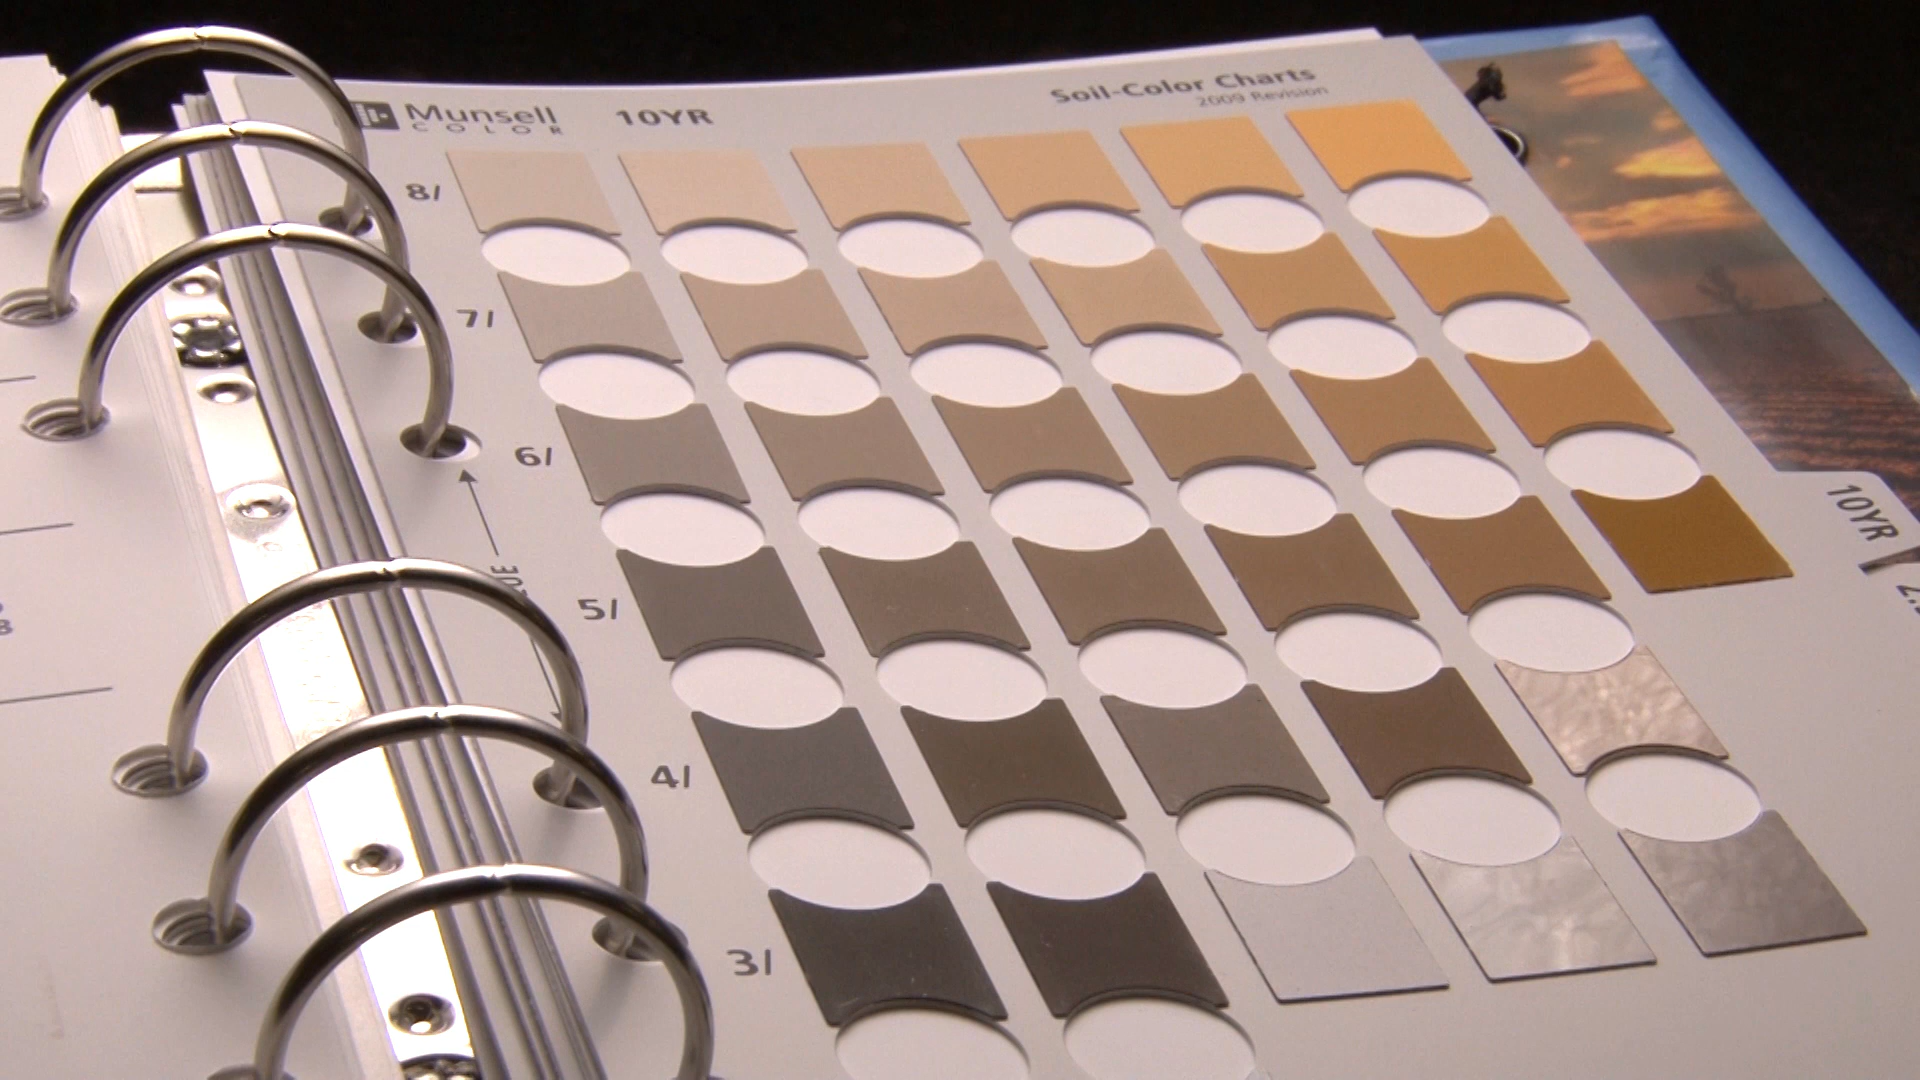 Munsell
COLOR
10YR
Soil-Color Charts
2009 Revision
8/
7/
6/
5/
4/
3/
10YR